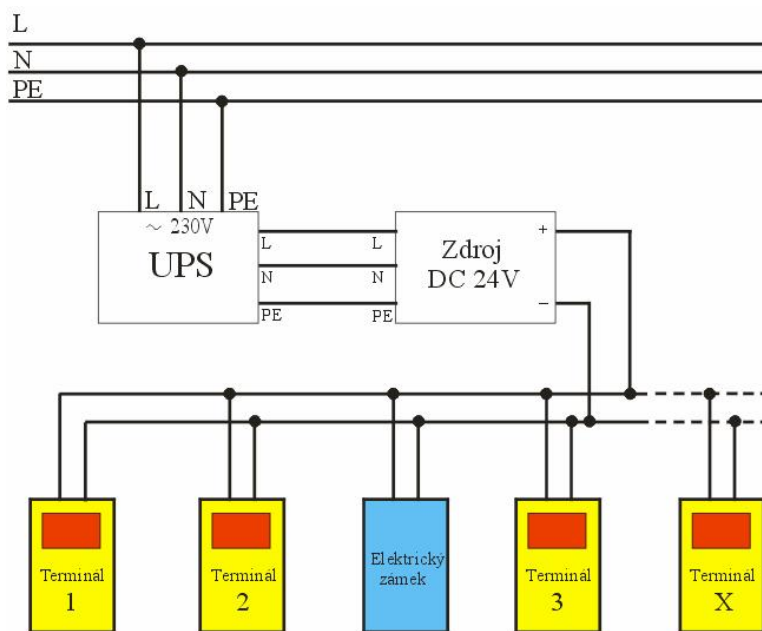 L
N
PE
L N PE
~ 230V
UPS
L
N
PE
L
N
PE
Zdroj
DC 24V
+
−
Terminál
1
Terminál
2
Elektrický
zámek
Terminál
3
Terminál
X